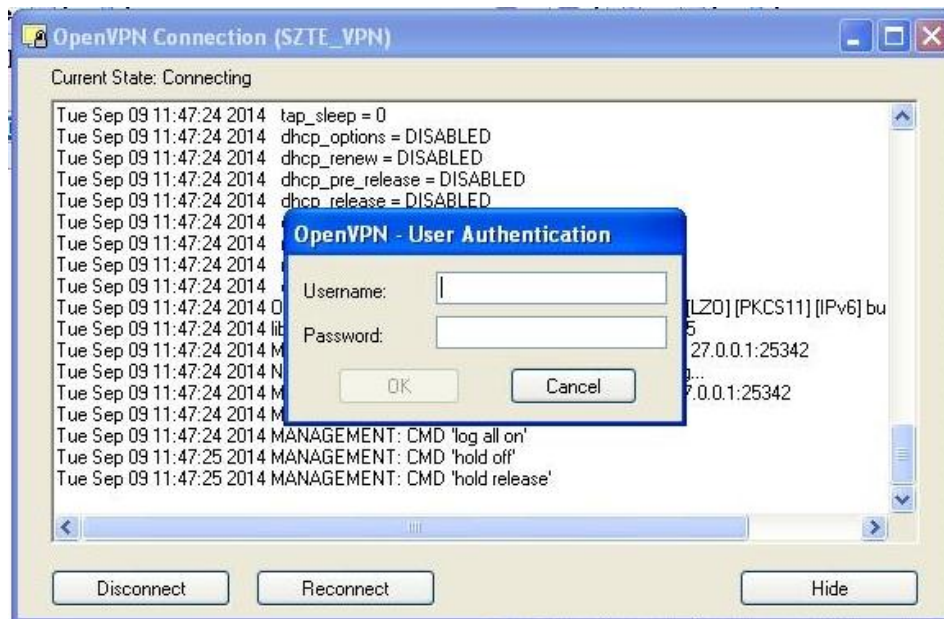 OpenVPN Connection (SZTE_VPN)
Current State: Connecting
Tue Sep 09 11:47:24 2014 tap_sleep = 0
Tue Sep 09 11:47:24 2014 dhcp_options = DISABLED
Tue Sep 09 11:47:24 2014 dhcp_renew = DISABLED
Tue Sep 09 11:47:24 2014 dhcp_pre_release = DISABLED
Tue Sep 09 11:47:24 2014 dhcp_release = DISABLED
Tue Sep 09 11:47:24 2014
Tue Sep 09 11:47:24 2014
Tue Sep 09 11:47:24 2014
Tue Sep 09 11:47:24 2014
Tue Sep 09 11:47:24 2014 O [LZO] [PKCS11] [IPv6] bu
Tue Sep 09 11:47:24 2014 lib 5
Tue Sep 09 11:47:24 2014 M 27.0.0.1:25342
Tue Sep 09 11:47:24 2014 N ...
Tue Sep 09 11:47:24 2014 M 7.0.0.1:25342
Tue Sep 09 11:47:24 2014 M
Tue Sep 09 11:47:24 2014 MANAGEMENT: CMD 'log all on'
Tue Sep 09 11:47:25 2014 MANAGEMENT: CMD 'hold off'
Tue Sep 09 11:47:25 2014 MANAGEMENT: CMD 'hold release'
OpenVPN - User Authentication
Username:
Password:
OK Cancel
Disconnect Reconnect Hide